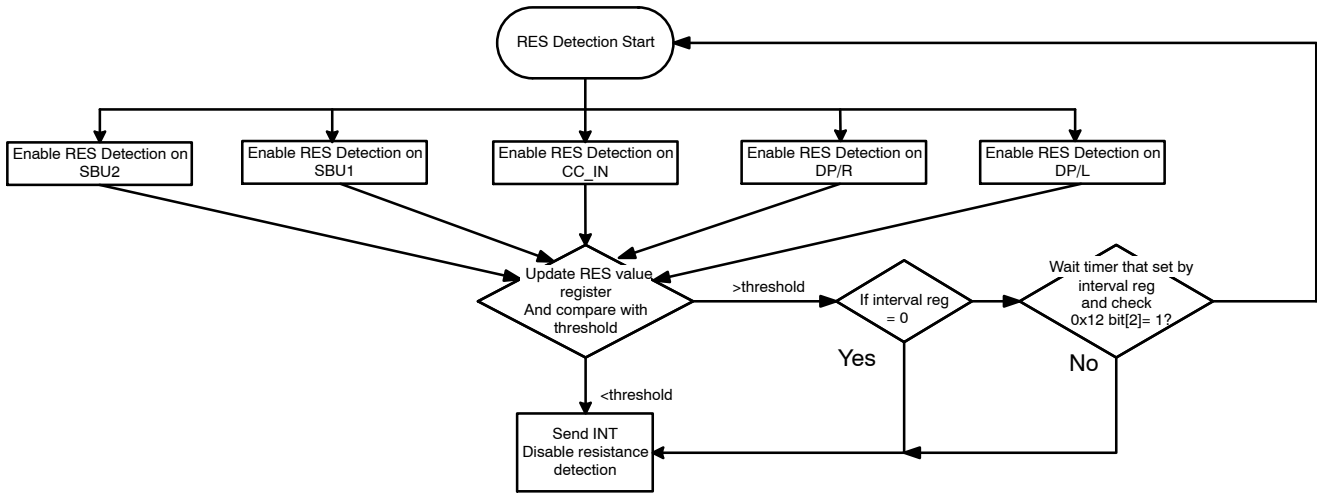 RES Detection Start
Enable RES Detection on
SBU2
Enable RES Detection on
SBU1
Enable RES Detection on
CC_IN
Enable RES Detection on
DP/R
Enable RES Detection on
DP/L
Update RES value
register
And compare with
threshold
>threshold
If interval reg
= 0
Wait timer that set by
interval reg
and check
0x12 bit[2]= 1?
Yes
No
<threshold
Send INT
Disable resistance
detection